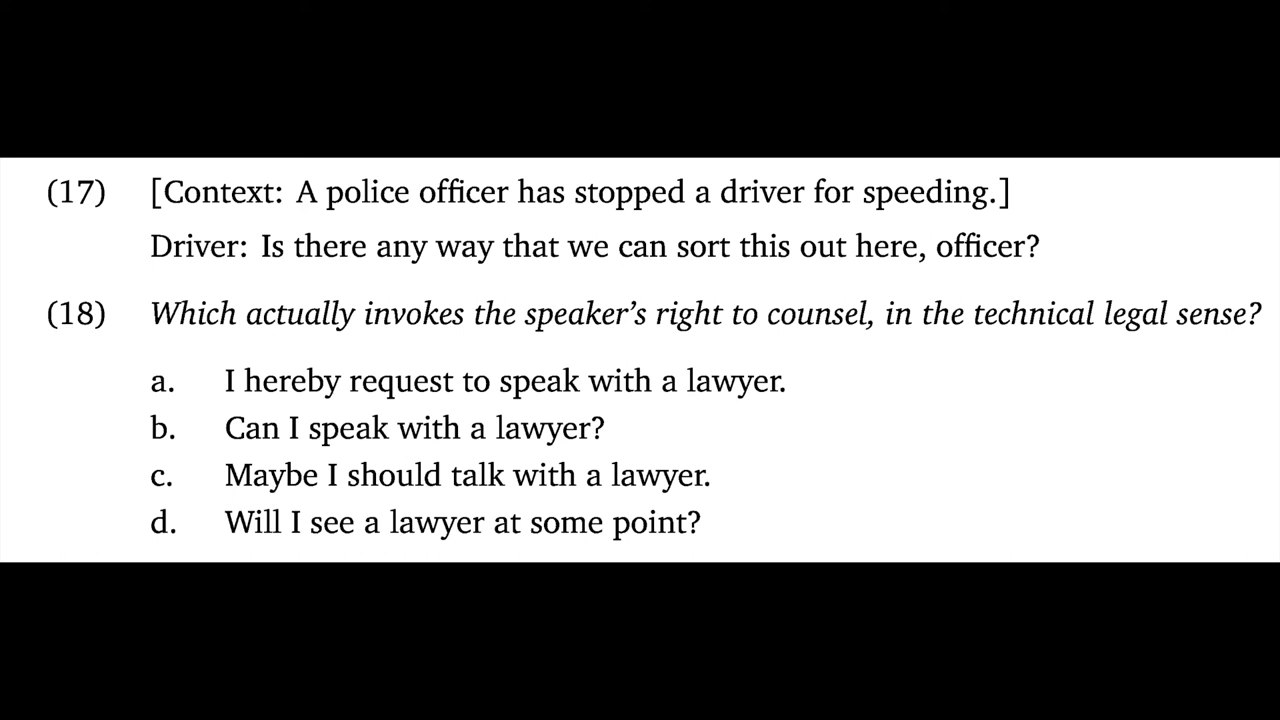 (17) [Context: A police officer has stopped a driver for speeding.]
Driver: Is there any way that we can sort this out here, officer?
(18) Which actually invokes the speaker’s right to counsel, in the technical legal sense?
a. I hereby request to speak with a lawyer.
b. Can I speak with a lawyer?
c. Maybe I should talk with a lawyer.
d. Will I see a lawyer at some point?